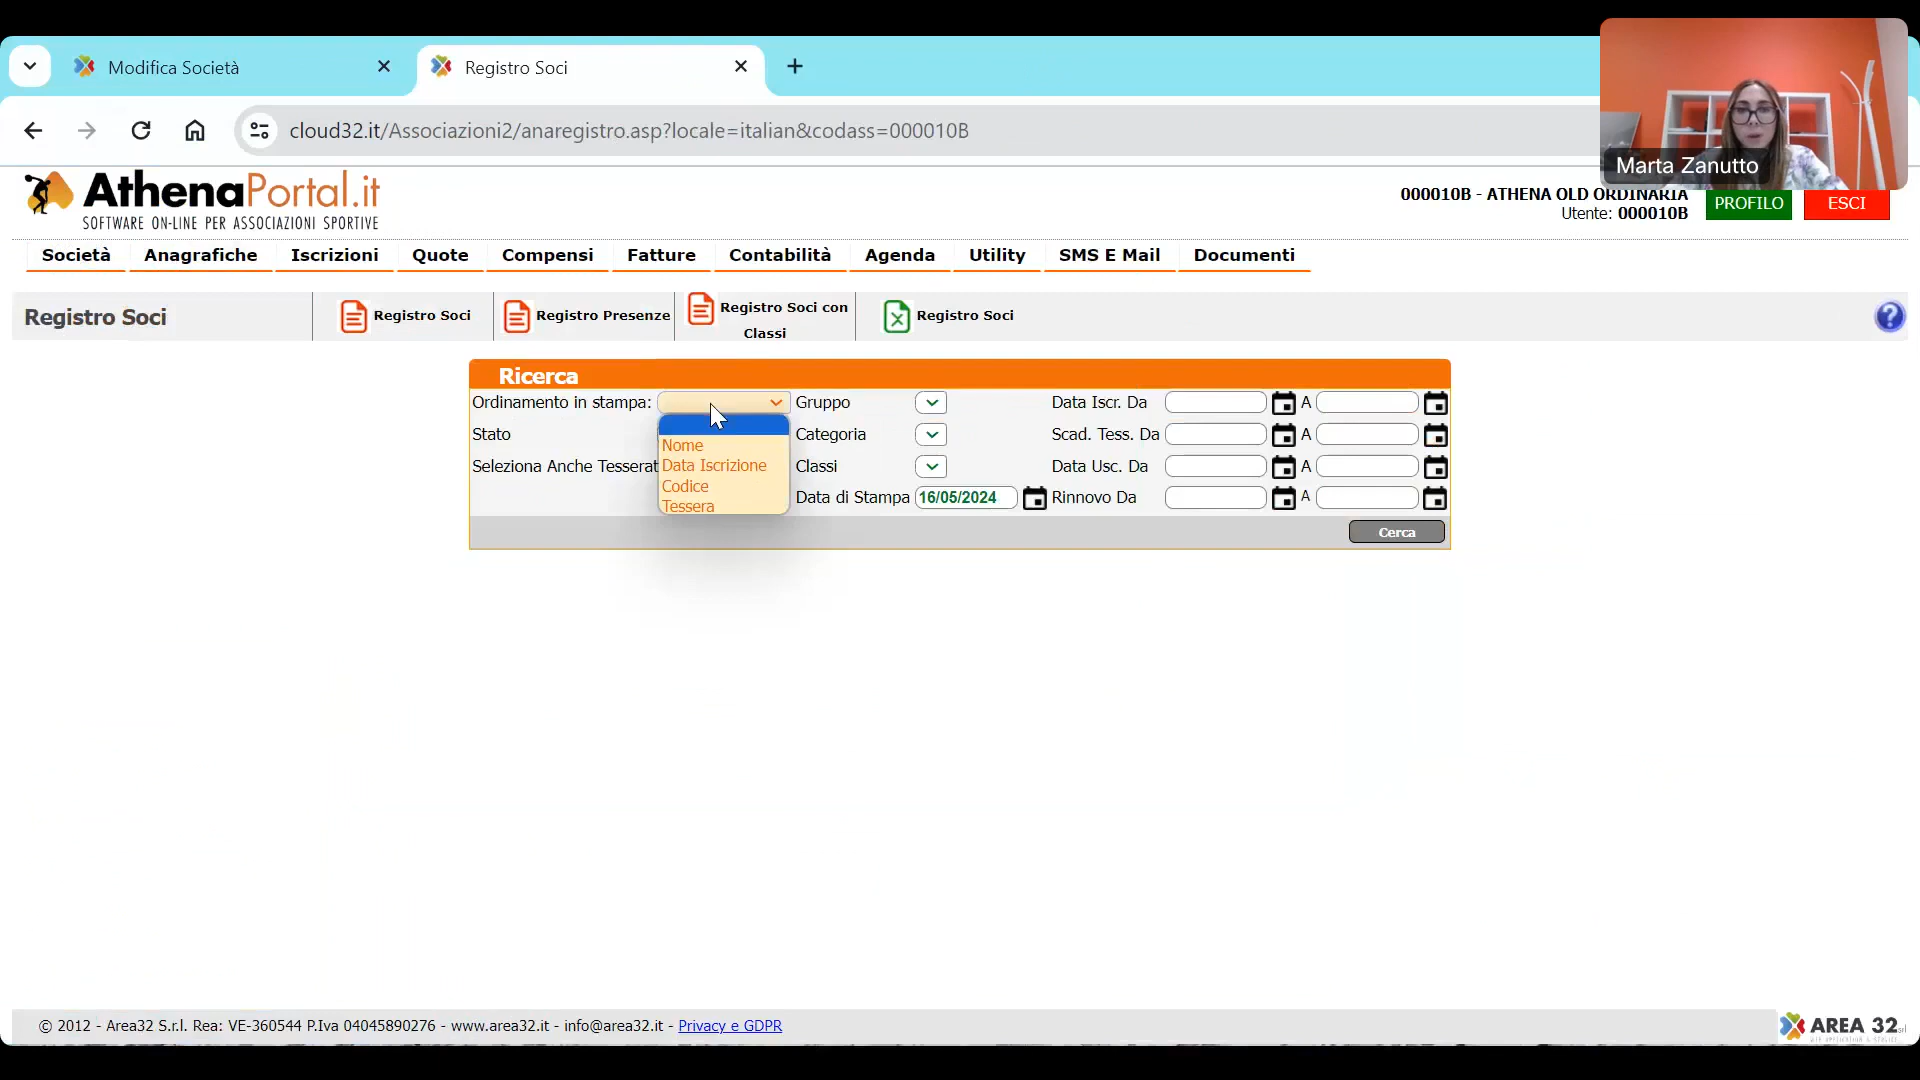 Modifica Società
Registro Soci
cloud32.it/Associazioni2/anaregistro.asp?locale=italian&codass=000010B
Marta Zanutto
AthenaPortal.it
SOFTWARE ON-LINE PER ASSOCIAZIONI SPORTIVE
000010B - ATHENA OLD ORDINARIA
Utente: 000010B
PROFILO
ESCI
Società Anagrafiche Iscrizioni Quote Compensi Fatture Contabilità Agenda Utility SMS E Mail Documenti
Registro Soci
Registro Soci
Registro Presenze
Registro Soci con
Classi
Registro Soci
?
Ricerca
Ordinamento in stampa: Gruppo Data Iscr. Da A
Stato Categoria Scad. Tess. Da A
Nome
Seleziona Anche Tesserat Data Iscrizione Classi Data Usc. Da A
Codice
Data di Stampa 16/05/2024 Rinnovo Da A
Tessera
Cerca
© 2012 - Area32 S.r.l. Rea: VE-360544 P.Iva 04045890276 - www.area32.it - info@area32.it - Privacy e GDPR
AREA 32